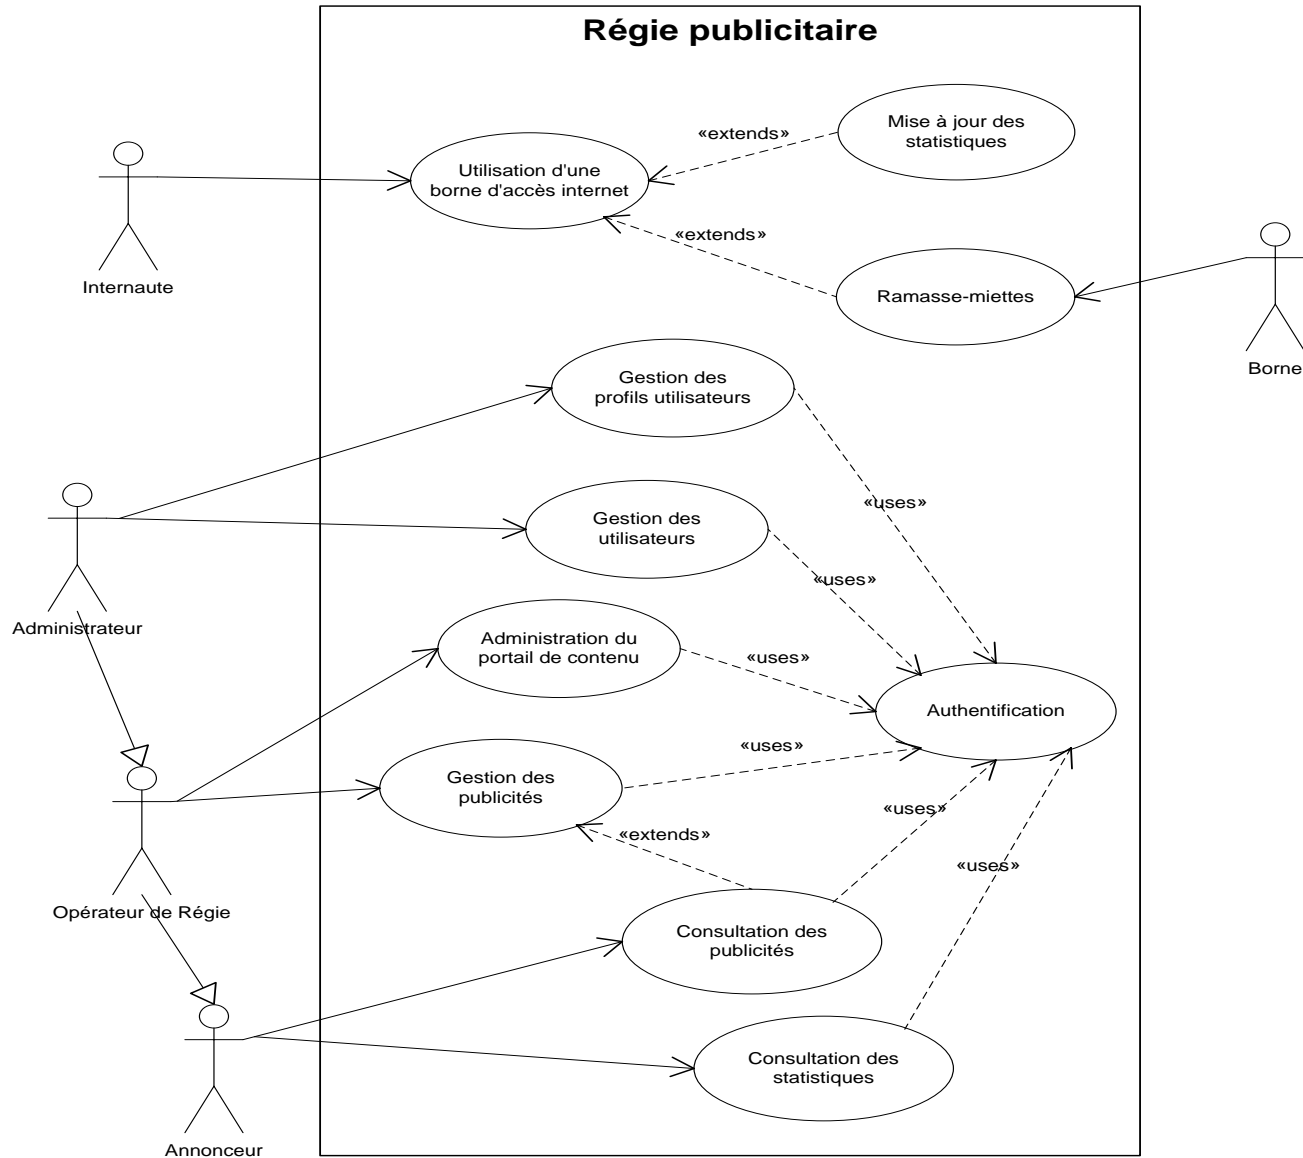 Régie publicitaire
Mise à jour des
statistiques
«extends»
Utilisation d'une
borne d'accès internet
«extends»
Internaute
Ramasse-miettes
Borne
Gestion des
profils utilisateurs
«uses»
Gestion des
utilisateurs
«uses»
Administrateur
Administration du
portail de contenu
«uses»
Authentification
«uses»
Gestion des
publicités
«uses»
«extends»
«uses»
Opérateur de Régie
Consultation des
publicités
Consultation des
statistiques
Annonceur